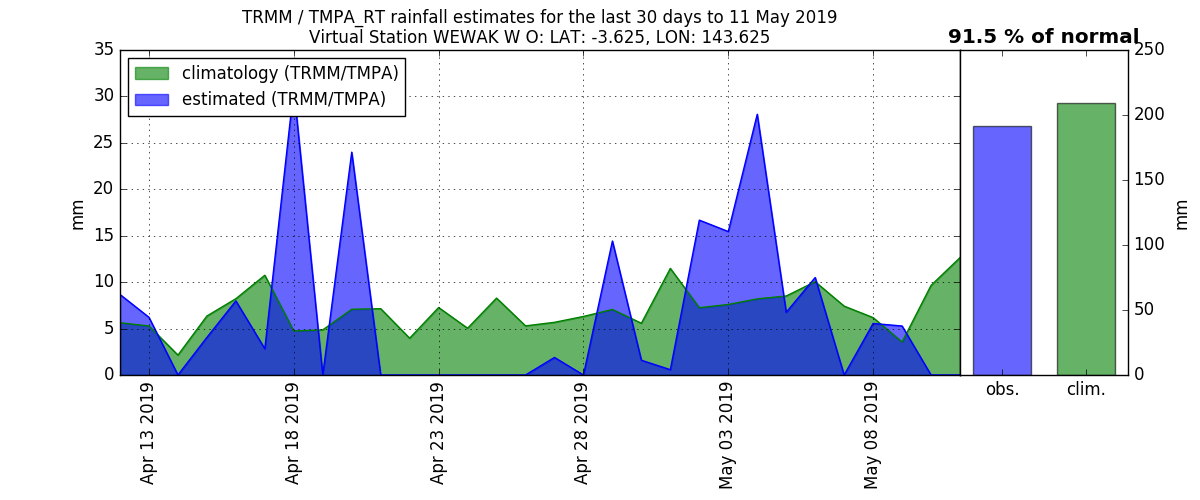 TRMM / TMPA_RT rainfall estimates for the last 30 days to 11 May 2019
Virtual Station WEWAK W O: LAT: -3.625, LON: 143.625
91.5 % of normal
climatology (TRMM/TMPA)
estimated (TRMM/TMPA)
35
30
25
20
15
10
5
0
mm
Apr 13 2019
Apr 18 2019
Apr 23 2019
Apr 28 2019
May 03 2019
May 08 2019
250
200
150
100
50
0
mm
obs.
clim.